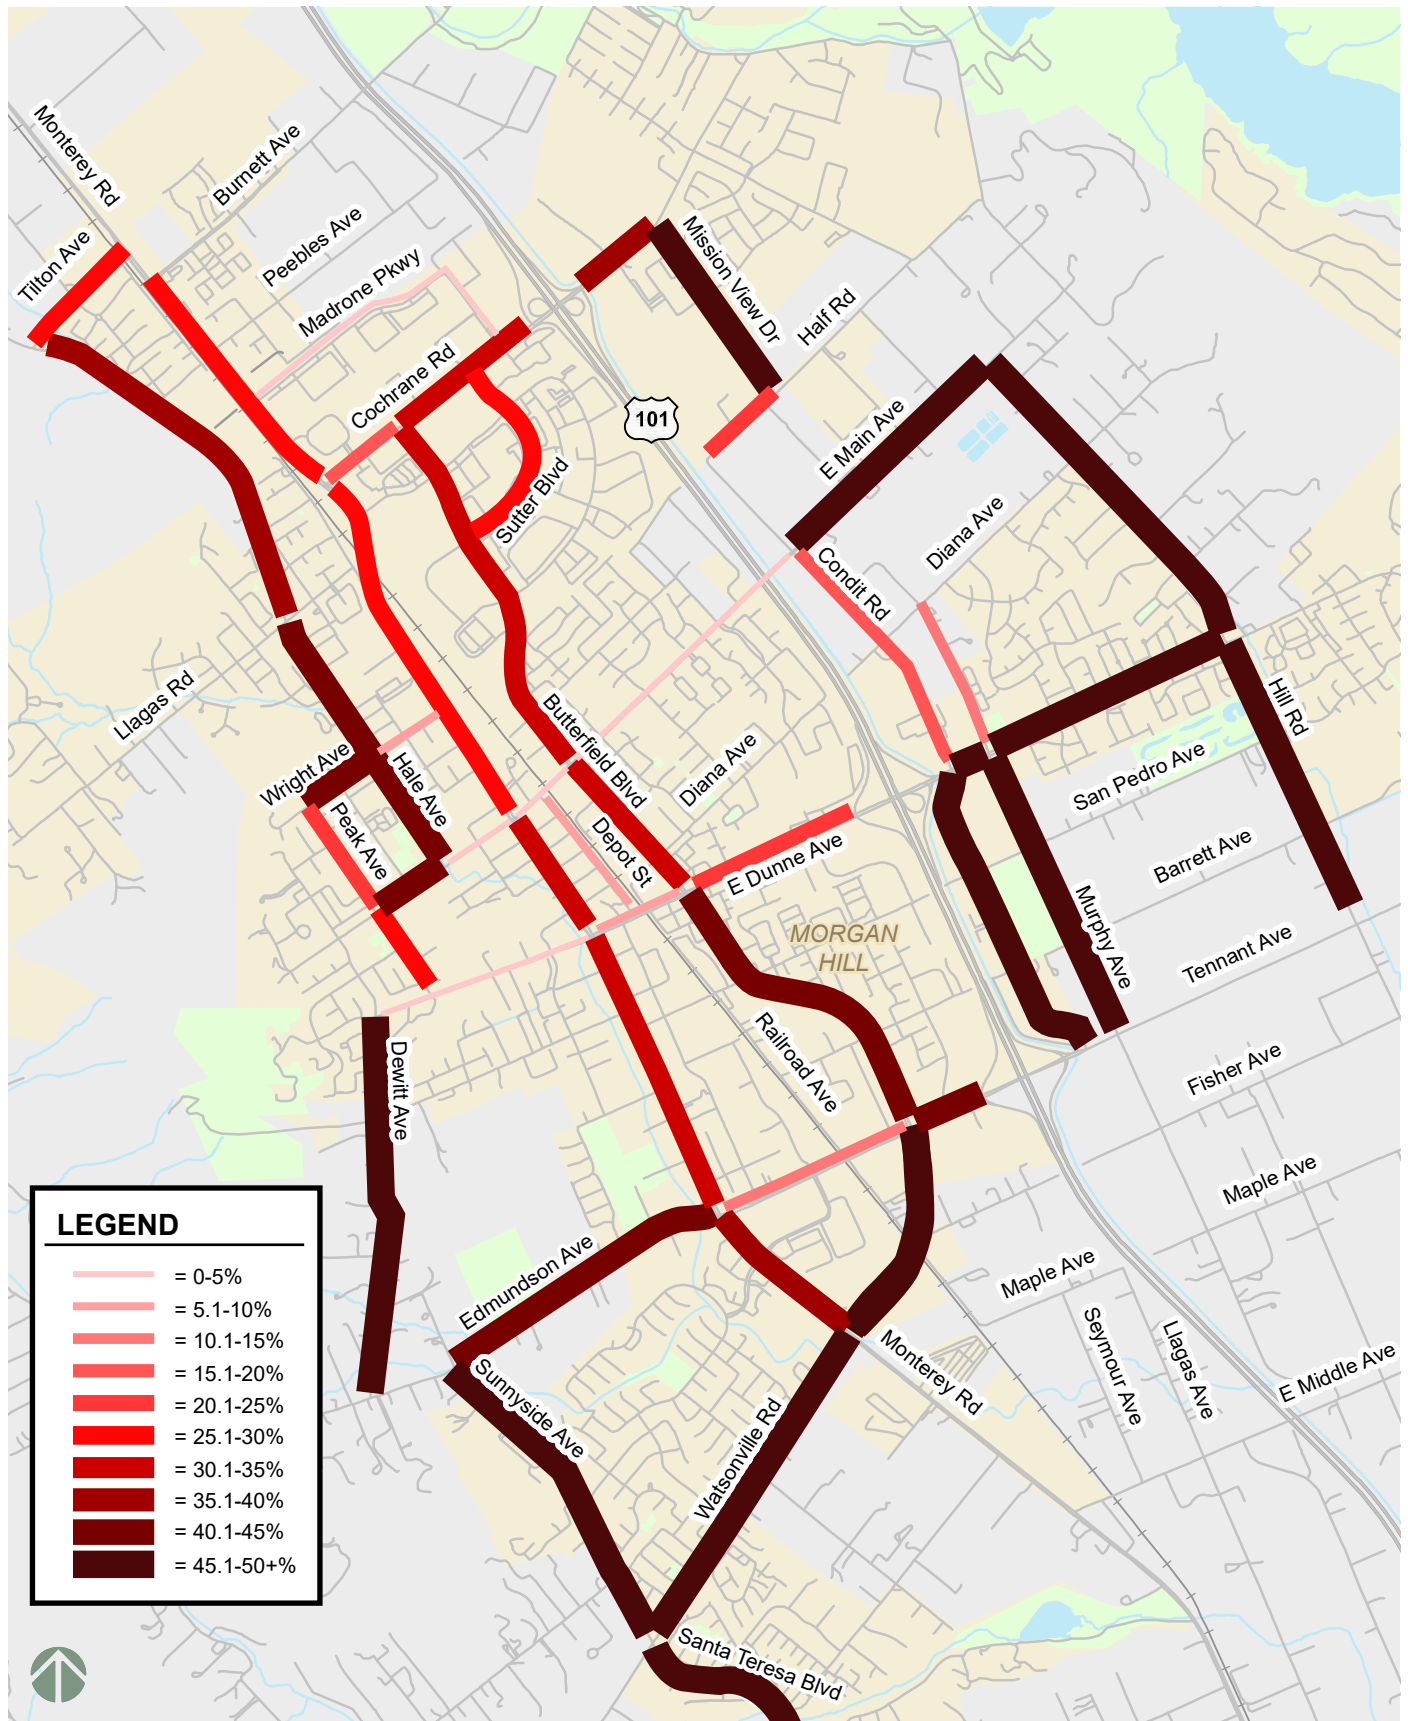 Monterey Rd
Burnett Ave
Tilton Ave
Peebles Ave
Madrone Pkwy
Mission View Dr
Half Rd
Cochrane Rd
101
E Main Ave
Sutter Blvd
Diana Ave
Condit Rd
Llagas Rd
Hill Rd
Butterfield Blvd
Wright Ave
Hale Ave
Diana Ave
San Pedro Ave
Peak Ave
Depot St
E Dunne Ave
Barrett Ave
Murphy Ave
MORGAN
HILL
Tennant Ave
Railroad Ave
Dewitt Ave
Fisher Ave
Maple Ave
Edmundson Ave
Maple Ave
Seymour Ave
Llagas Ave
Sunnyside Ave
Monterey Rd
E Middle Ave
Watsonville Rd
Santa Teresa Blvd
LEGEND
= 0-5%
= 5.1-10%
= 10.1-15%
= 15.1-20%
= 20.1-25%
= 25.1-30%
= 30.1-35%
= 35.1-40%
= 40.1-45%
= 45.1-50+%